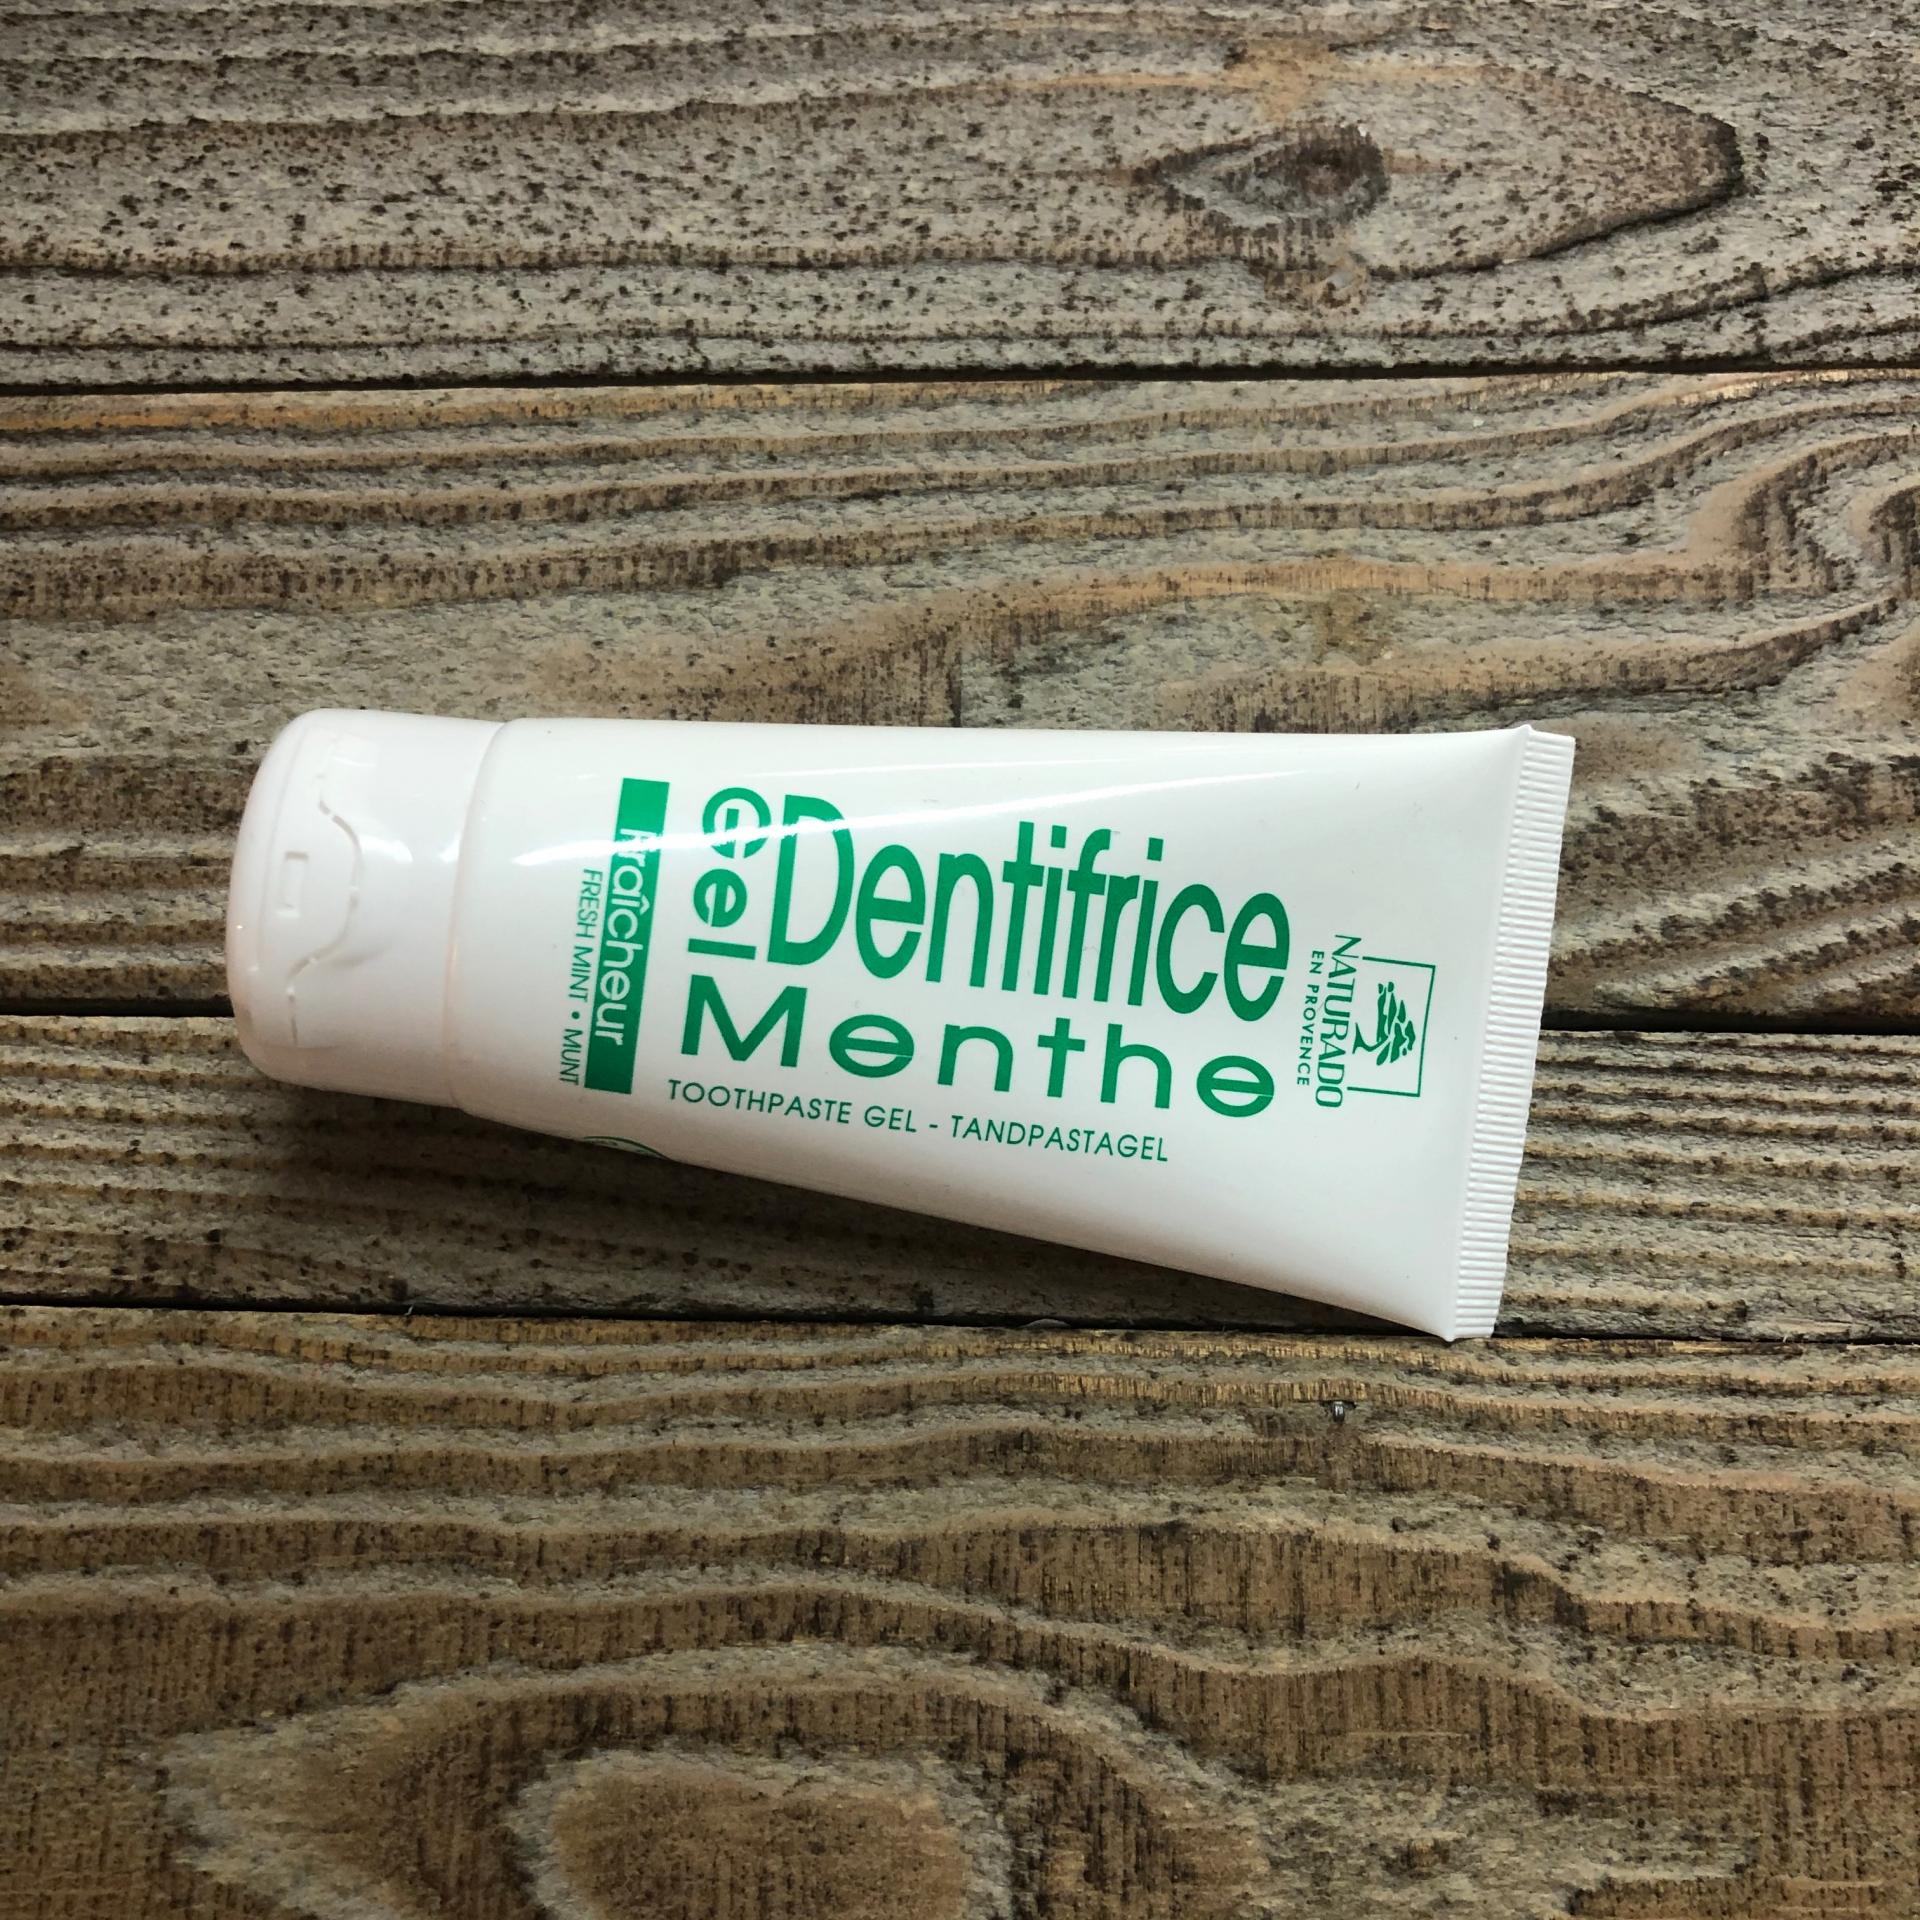 NATURADO
EN PROVENCE
Dentifrice
Gel
Menthe
TOOTHPASTE GEL - TANDPASTAGEL
Fraîcheur
FRESH MINT • MUNT